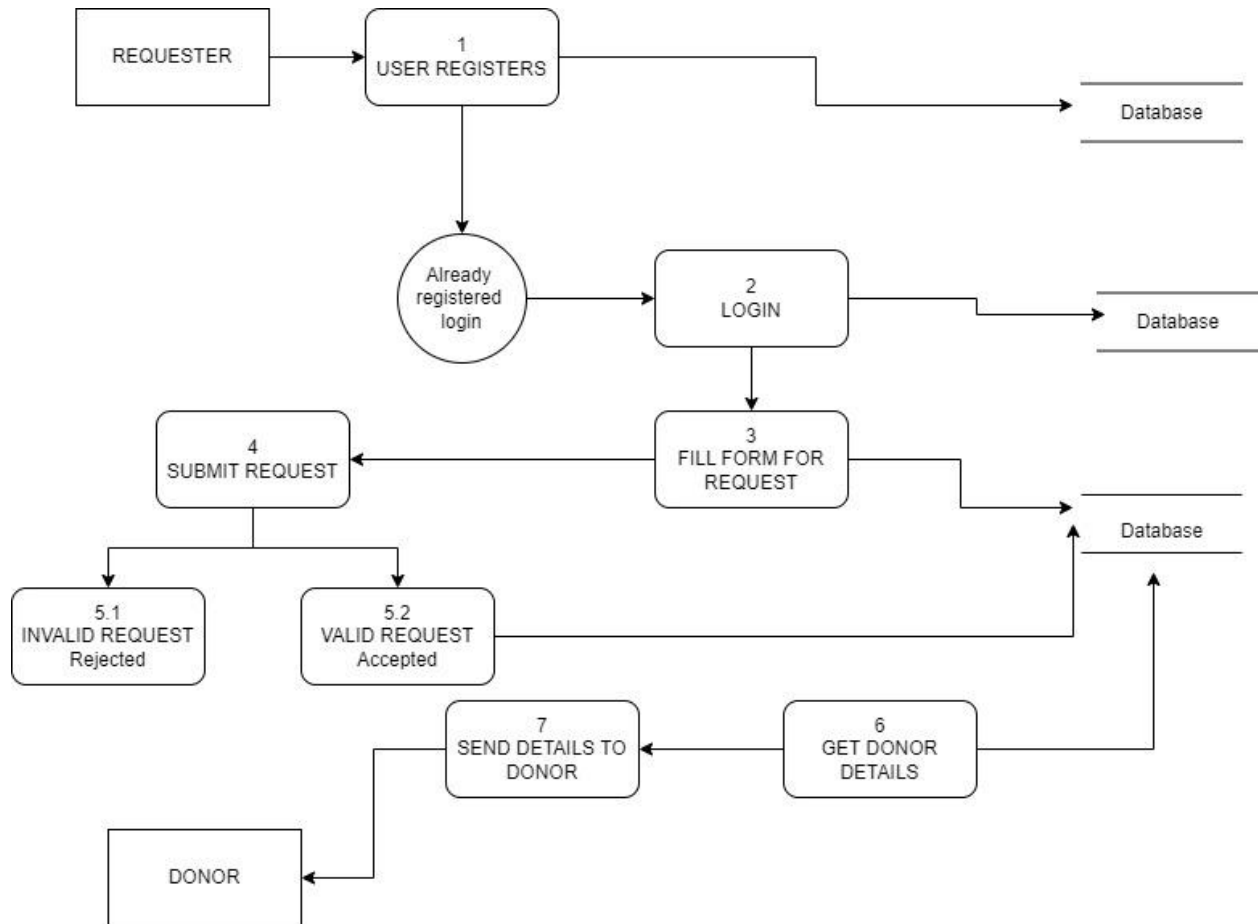 REQUESTER
1
USER REGISTERS
Database
Already
registered
login
2
LOGIN
Database
4
SUBMIT REQUEST
3
FILL FORM FOR
REQUEST
Database
5.1
INVALID REQUEST
Rejected
5.2
VALID REQUEST
Accepted
7
SEND DETAILS TO
DONOR
6
GET DONOR
DETAILS
DONOR